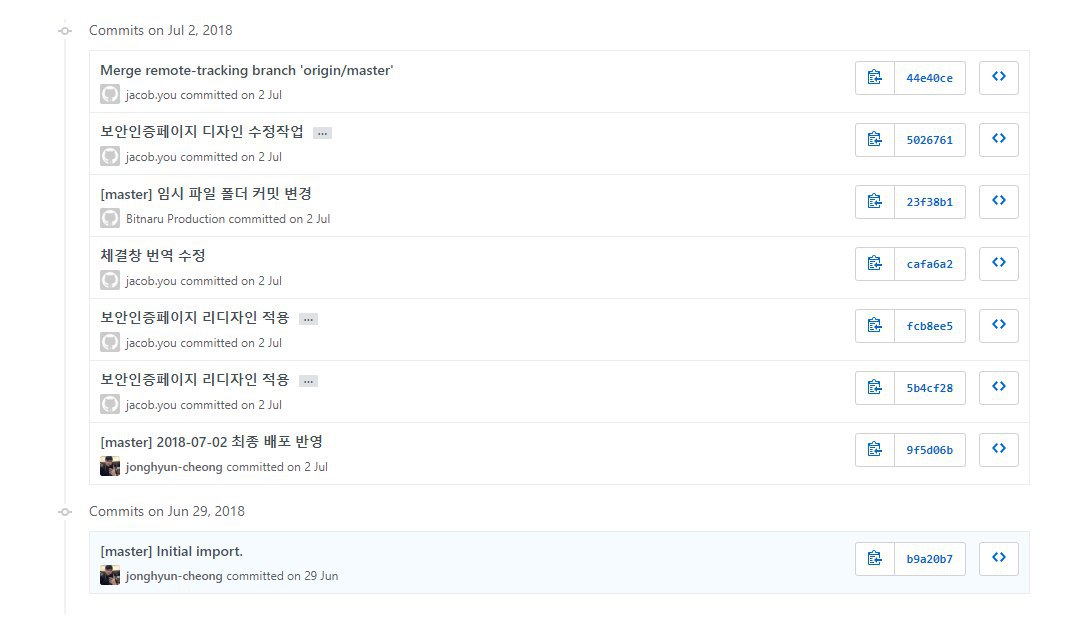 Commits on Jul 2, 2018
Merge remote-tracking branch 'origin/master'
jacob.you committed on 2 Jul
44e40ce
보안인증페이지 디자인 수정작업 ...
jacob.you committed on 2 Jul
5026761
[master] 임시 파일 폴더 커밋 변경
Bitnaru Production committed on 2 Jul
23f38b1
체결창 번역 수정
jacob.you committed on 2 Jul
cafa6a2
보안인증페이지 리디자인 적용 ...
jacob.you committed on 2 Jul
fcb8ee5
보안인증페이지 리디자인 적용 ...
jacob.you committed on 2 Jul
5b4cf28
[master] 2018-07-02 최종 배포 반영
jonghyun-cheong committed on 2 Jul
9f5d06b
Commits on Jun 29, 2018
[master] Initial import.
jonghyun-cheong committed on 29 Jun
b9a20b7